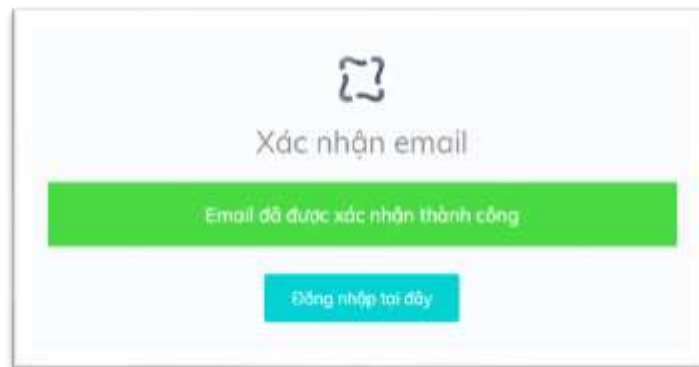 Xác nhận email
Email đã được xác nhận thành công
Đăng nhập tại đây